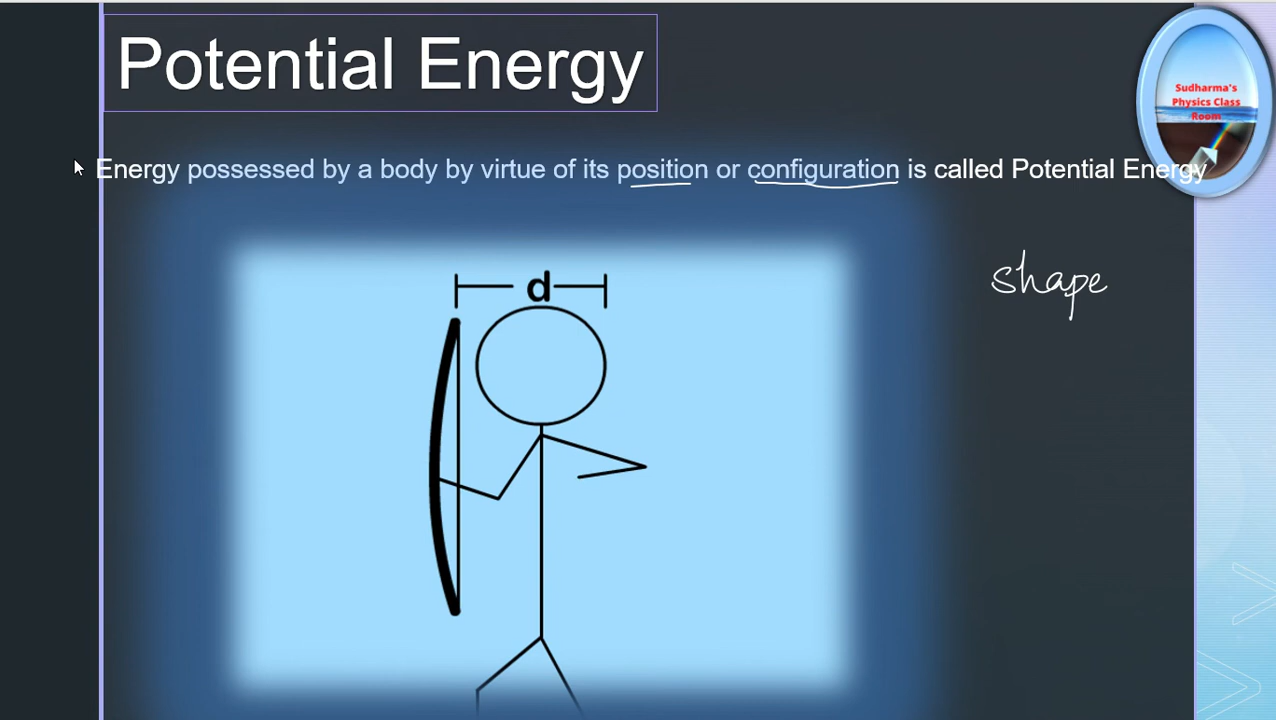 Potential Energy
Sudharma's
Physics Class
Room
Energy possessed by a body by virtue of its position or configuration is called Potential Energy
shape
d